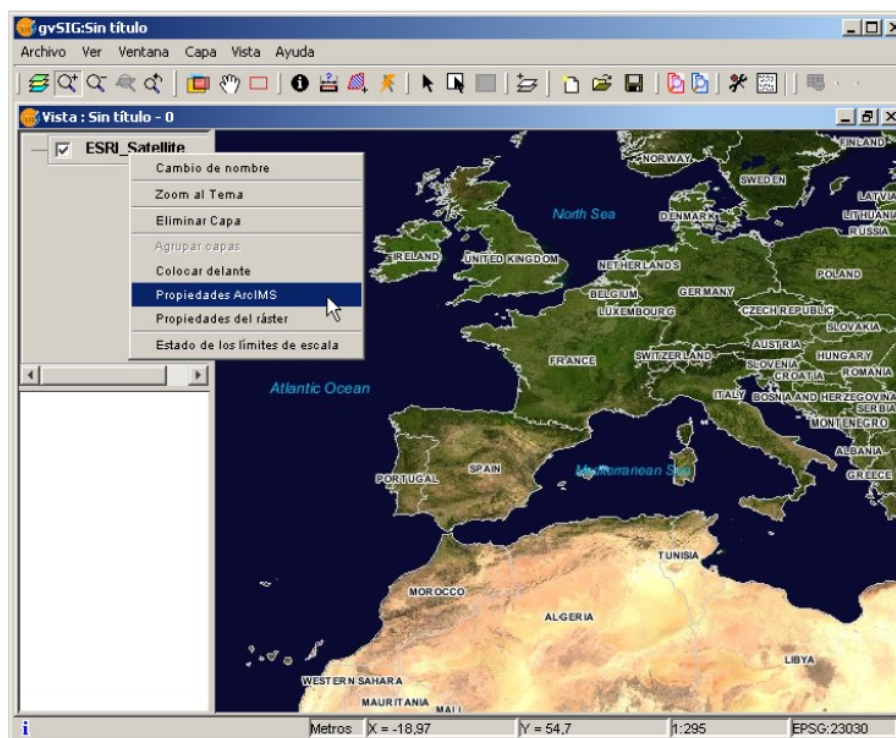 gvSIG:Sin título
Archivo Ver Ventana Capa Vista Ayuda
Vista : Sin título - 0
ESRI_Satellite
Cambio de nombre
Zoom al Tema
Eliminar Capa
Agrupar capas
Colocar delante
Propiedades ArcIMS
Propiedades del ráster
Estado de los límites de escala
FINLAND
NORWAY
SWEDEN
LATVIA
North Sea
DENMARK
LITHUANIA
RUSSIA
IRELAND
UNITED KINGDOM
NETHERLANDS
POLAND
BELGIUM
GERMANY
LUXEMBOURG
CZECH REPUBLIC
SLOVAKIA
AUSTRIA
FRANCE
SWITZERLAND
HUNGARY
SLOVENIA
CROATIA
ROMANIA
Atlantic Ocean
ITALY
BOSNIA AND HERZEGOVINA
SERBI
MONTENEGRO
ALBANIA
PORTUGAL
SPAIN
Mediterranean Sea
GREECE
TUNISIA
MOROCCO
ALGERIA
LIBYA
WESTERN SAHARA
MAURITANIA
MALI
Metros X = -18,97 Y = 54,7 1:295 EPSG:23030